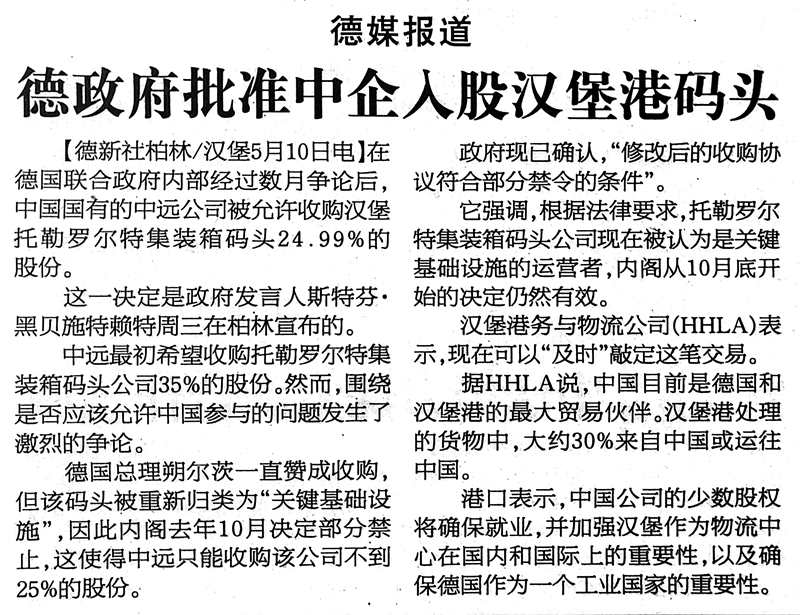 德媒报道
德政府批准中企入股汉堡港码头
【德新社柏林/汉堡5月10日电】在
德国联合政府内部经过数月争论后，
中国国有的中远公司被允许收购汉堡
托勒罗尔特集装箱码头24.99%的
股份。
这一决定是政府发言人斯特芬·
黑贝施特赖特周三在柏林宣布的。
中远最初希望收购托勒罗尔特集
装箱码头公司35%的股份。然而，围绕
是否应该允许中国参与的问题发生了
激烈的争论。
德国总理朔尔茨一直赞成收购，
但该码头被重新归类为“关键基础设
施”，因此内阁去年10月决定部分禁
止，这使得中远只能收购该公司不到
25%的股份。
政府现已确认，“修改后的收购协
议符合部分禁令的条件”。
它强调，根据法律要求，托勒罗尔
特集装箱码头公司现在被认为是关键
基础设施的运营者，内阁从10月底开
始的决定仍然有效。
汉堡港务与物流公司(HHLA)表
示，现在可以“及时”敲定这笔交易。
据HHLA说，中国目前是德国和
汉堡港的最大贸易伙伴。汉堡港处理
的货物中，大约30%来自中国或运往
中国。
港口表示，中国公司的少数股权
将确保就业，并加强汉堡作为物流中
心在国内和国际上的重要性，以及确
保德国作为一个工业国家的重要性。